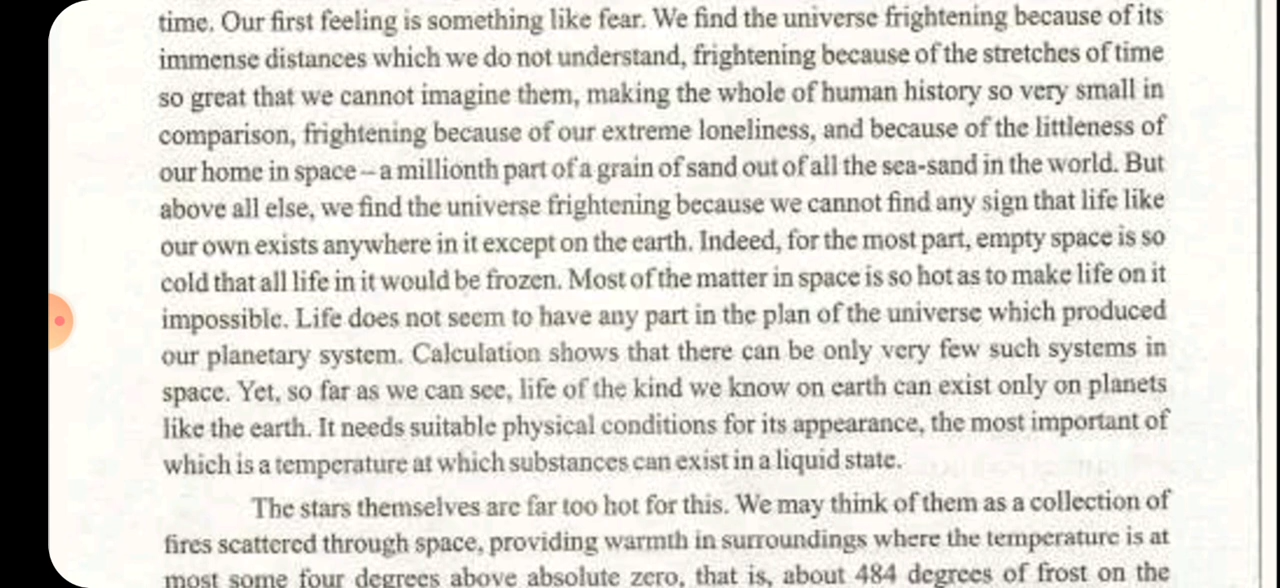 time. Our first feeling is something like fear. We find the universe frightening because of its
immense distances which we do not understand, frightening because of the stretches of time
so great that we cannot imagine them, making the whole of human history so very small in
comparison, frightening because of our extreme loneliness, and because of the littleness of
our home in space – a millionth part of a grain of sand out of all the sea-sand in the world. But
above all else, we find the universe frightening because we cannot find any sign that life like
our own exists anywhere in it except on the earth. Indeed, for the most part, empty space is so
cold that all life in it would be frozen. Most of the matter in space is so hot as to make life on it
impossible. Life does not seem to have any part in the plan of the universe which produced
our planetary system. Calculation shows that there can be only very few such systems in
space. Yet, so far as we can see, life of the kind we know on earth can exist only on planets
like the earth. It needs suitable physical conditions for its appearance, the most important of
which is a temperature at which substances can exist in a liquid state.
The stars themselves are far too hot for this. We may think of them as a collection of
fires scattered through space, providing warmth in surroundings where the temperature is at
most some four degrees above absolute zero, that is, about 484 degrees of frost on the